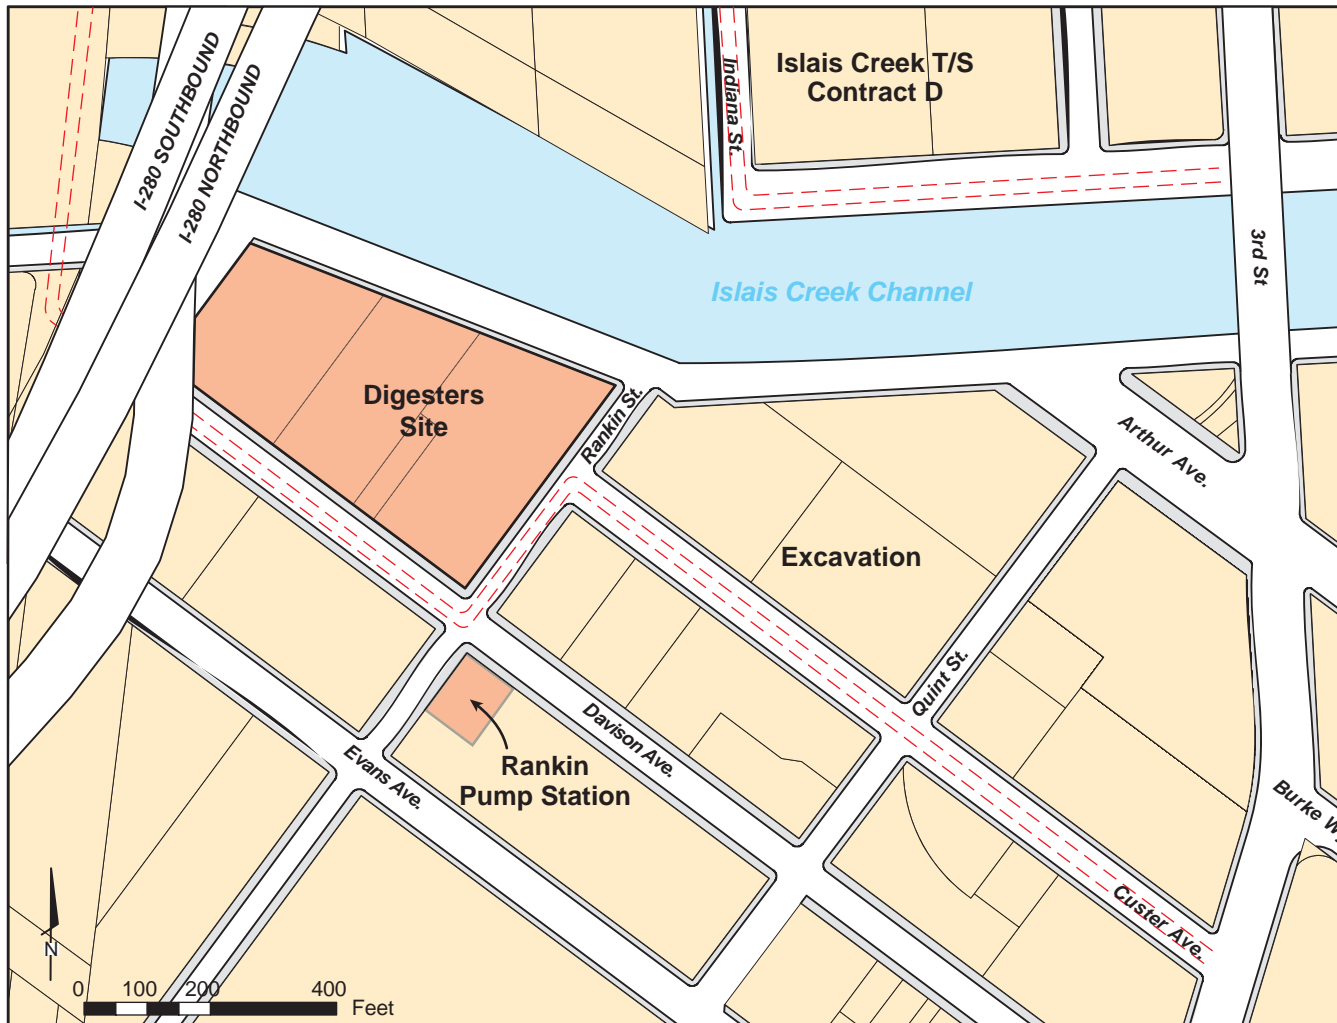 I-280 SOUTHBOUND
I-280 NORTHBOUND
Indiana St.
Islais Creek T/S
Contract D
3rd St
Islais Creek Channel
Digesters
Site
Rankin St.
Arthur Ave.
Excavation
Quint St.
Davison Ave.
Evans Ave.
Rankin
Pump Station
Burke W
Custer Ave.
N
0 100 200 400
Feet